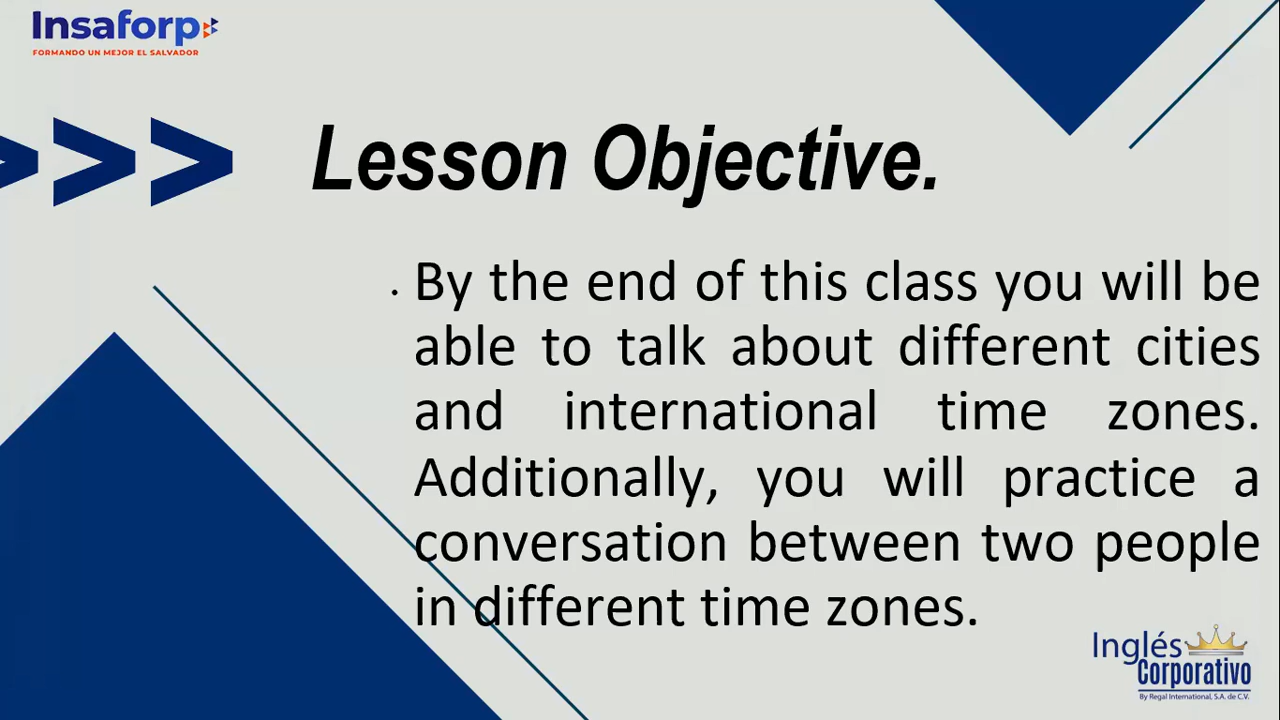 Insaforp
FORMANDO UN MEJOR EL SALVADOR
>>>
Lesson Objective.
. By the end of this class you will be
able to talk about different cities
and international time zones.
Additionally, you will practice a
conversation between two people
in different time zones.
Inglés
Corporativo
By Regal International, S.A. de C.V.